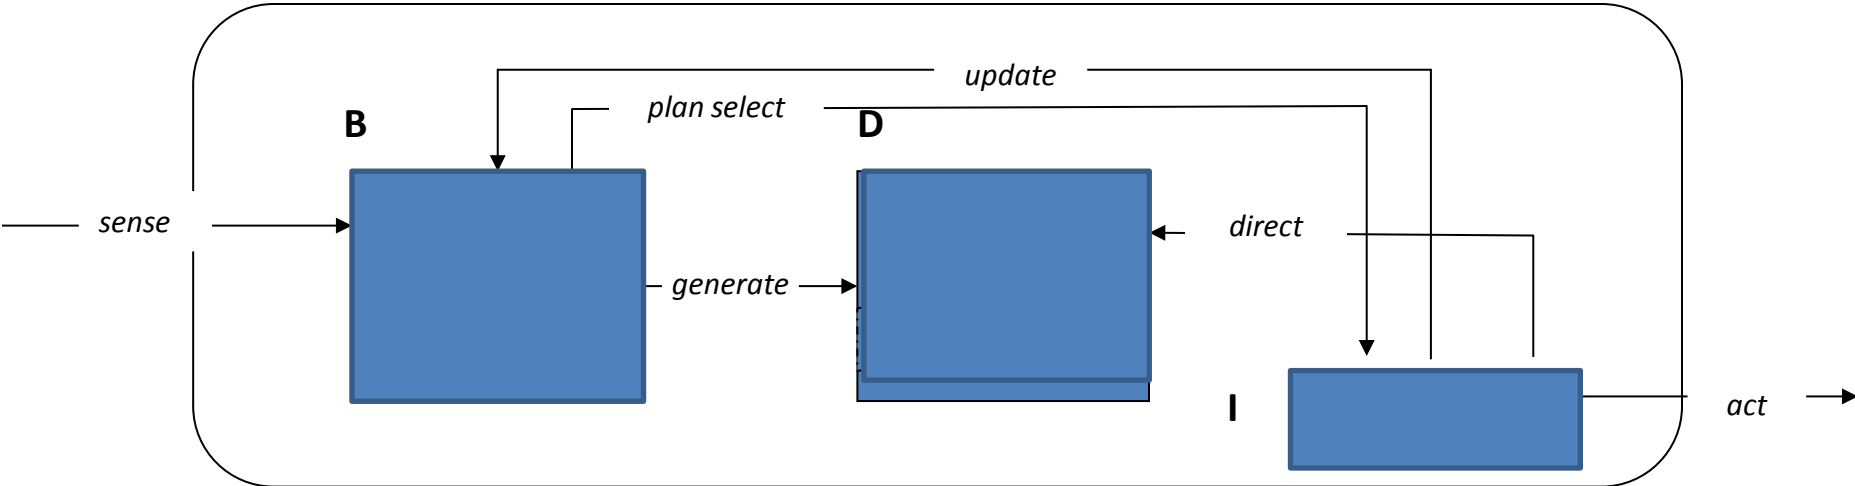 update
plan select
B
D
sense
direct
generate
I
act